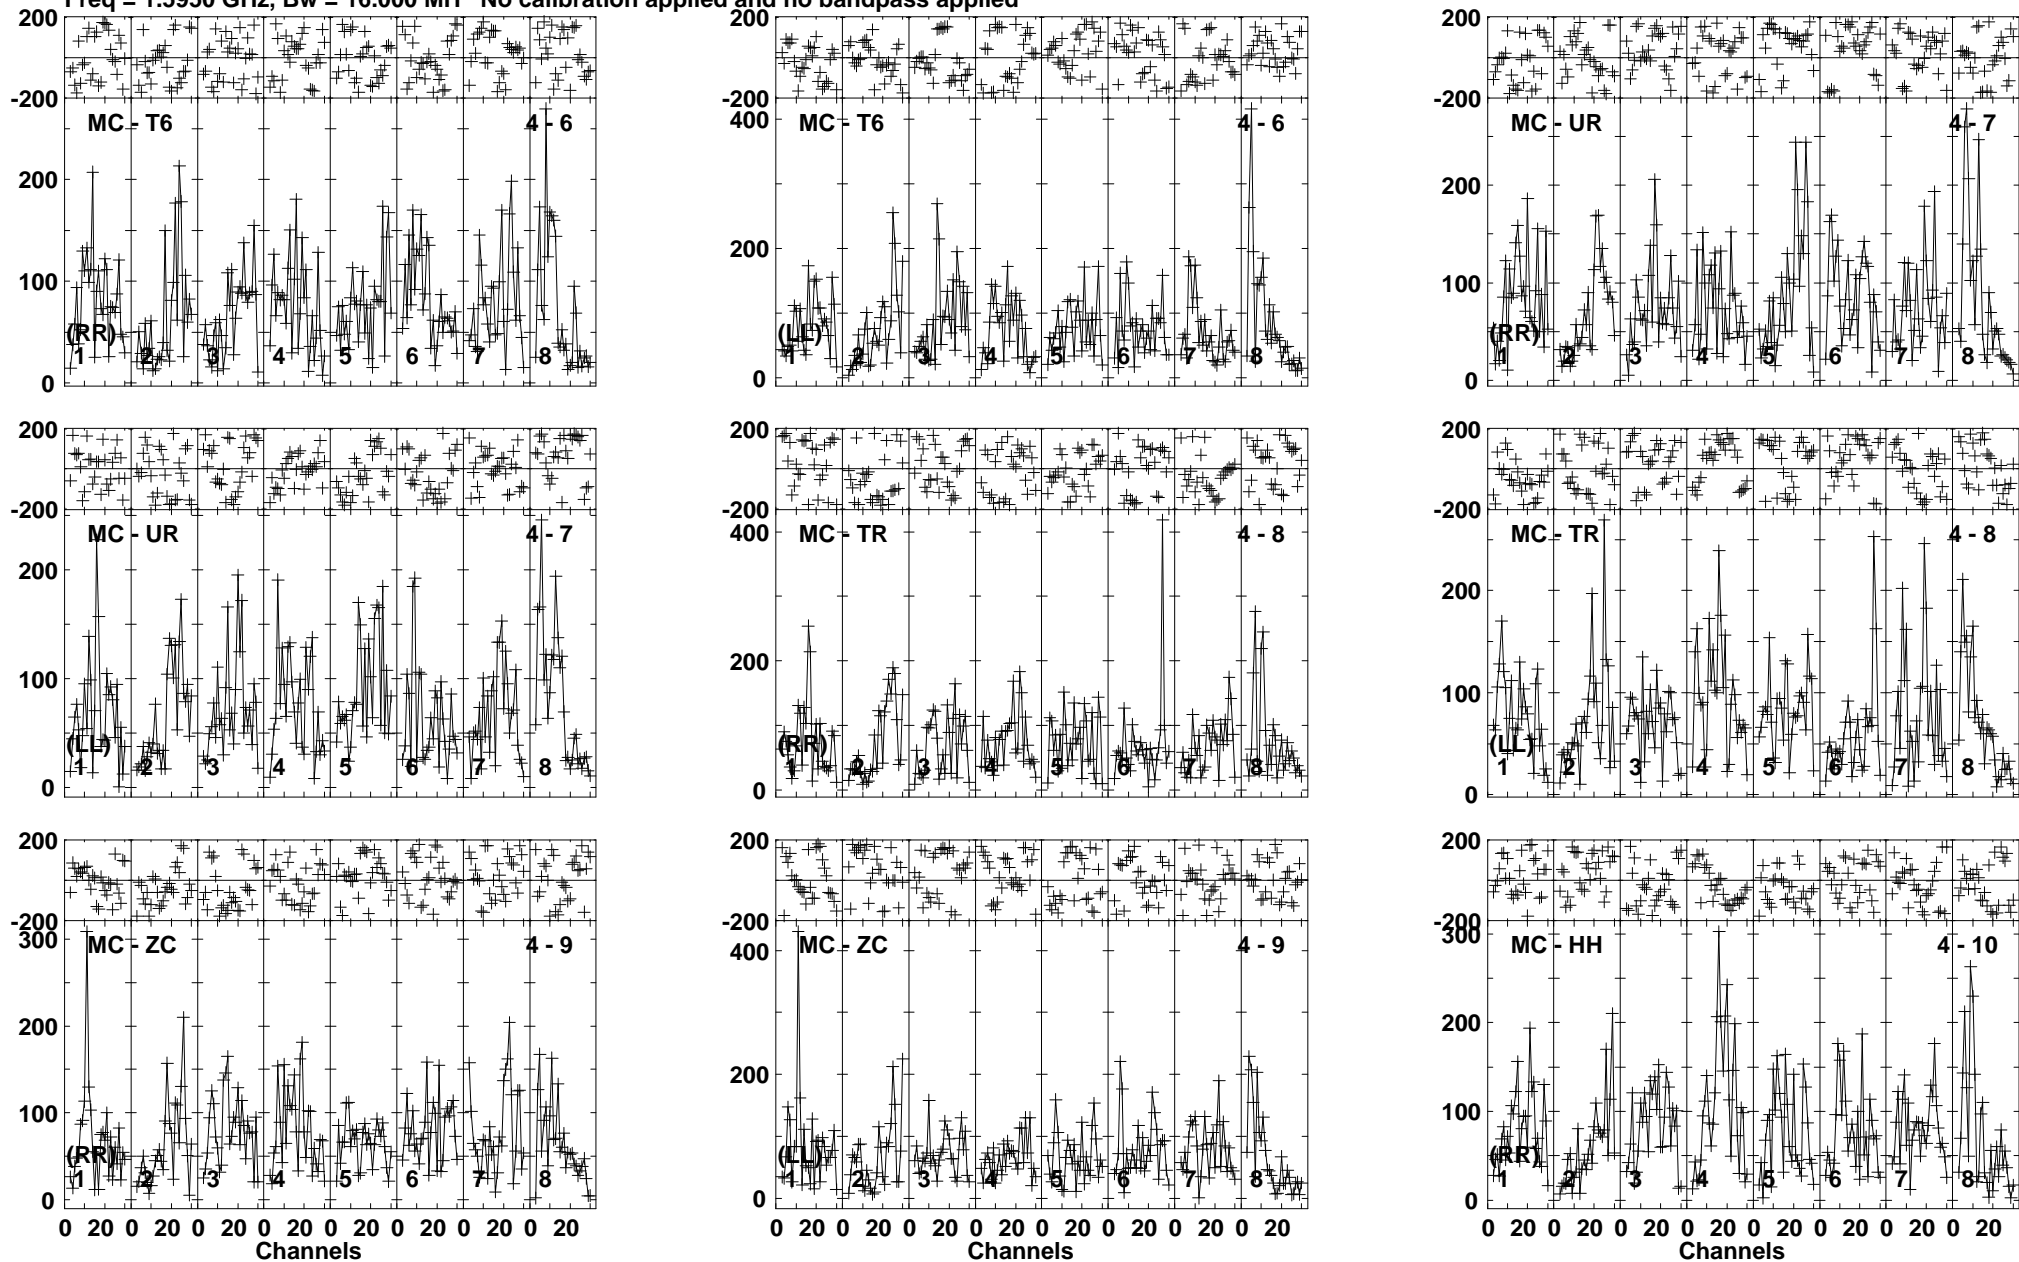 Freq = 1.5950 GHz, Bw = 16.000 MH No calibration applied and no bandpass applied
200 200 200
-200 -200 -200
MC - T6 4 - 6 MC - T6 4 - 6 MC - UR 4 - 7
400
200 200 200
100 100
(RR) (LL) (RR)
1 2 3 4 5 6 7 8 1 2 3 4 5 6 7 8 1 2 3 4 5 6 7 8
0 0 0
200 200 200
-200 -200 -200
MC - UR 4 - 7 MC - TR 4 - 8 MC - TR 4 - 8
400
200 200 200
100 100
(LL) (RR) (LL)
1 2 3 4 5 6 7 8 1 2 3 4 5 6 7 8 1 2 3 4 5 6 7 8
0 0 0
200 200 200
-200 -200 -200
300 MC - ZC 4 - 9 400 MC - ZC 4 - 9 300 MC - HH 4 - 10
200 200 200
100 100
(RR) (LL) (RR)
1 2 3 4 5 6 7 8 1 2 3 4 5 6 7 8 1 2 3 4 5 6 7 8
0 0 0
0 20 0 20 0 20 0 20 0 20 0 20 0 20 0 20 0 20 0 20 0 20 0 20 0 20 0 20 0 20 0 20 0 20 0 20 0 20 0 20 0 20 0 20 0 20 0 20
Channels Channels Channels